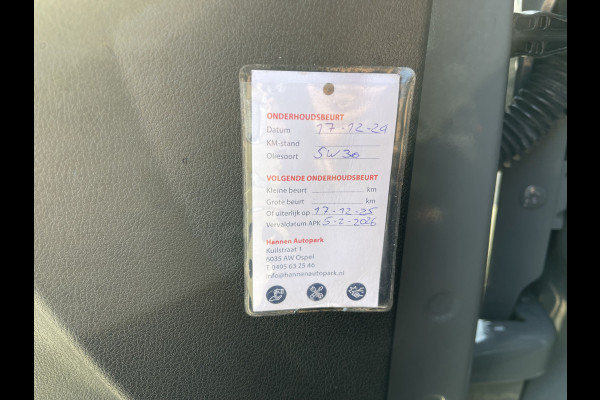 ONDERHOUDSBEURT
Datum 17-12-24
KM-stand
Oliesoort 5W30
VOLGENDE ONDERHOUDSBEURT
Kleine beurt km
Grote beurt km
Of uiterlijk op 17-12-25
Vervaldatum APK 5-2-2026
Hannen Autopark
Kuilstraat 1
6035 AW Ospel
T 0495 63 25 46
info@hannenautopark.nl